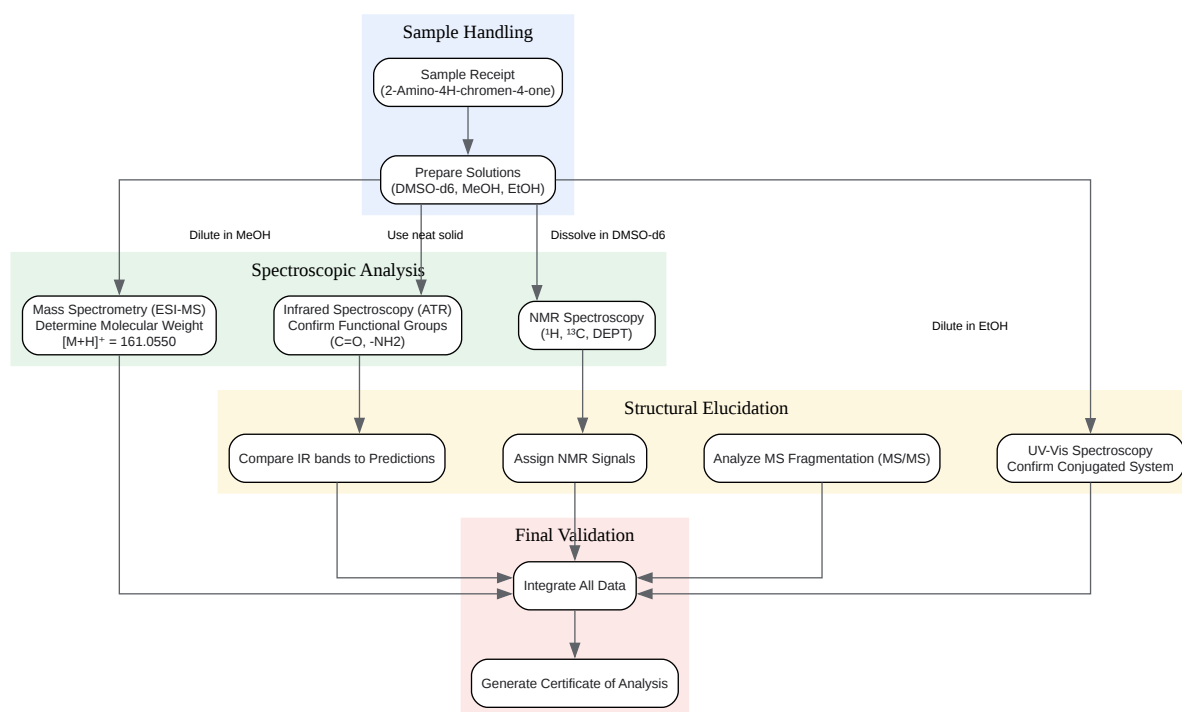 Sample Handling
Sample Receipt
(2-Amino-4H-chromen-4-one)
Prepare Solutions
(DMSO-d6, MeOH, EtOH)
Dilute in MeOH
Use neat solid
Dissolve in DMSO-d6
Spectroscopic Analysis
Mass Spectrometry (ESI-MS)
Determine Molecular Weight
[M+H]⁺ = 161.0550
Infrared Spectroscopy (ATR)
Confirm Functional Groups
(C=O, -NH2)
NMR Spectroscopy
(¹H, ¹³C, DEPT)
Dilute in EtOH
Structural Elucidation
Compare IR bands to Predictions
Assign NMR Signals
Analyze MS Fragmentation (MS/MS)
UV-Vis Spectroscopy
Confirm Conjugated System
Final Validation
Integrate All Data
Generate Certificate of Analysis